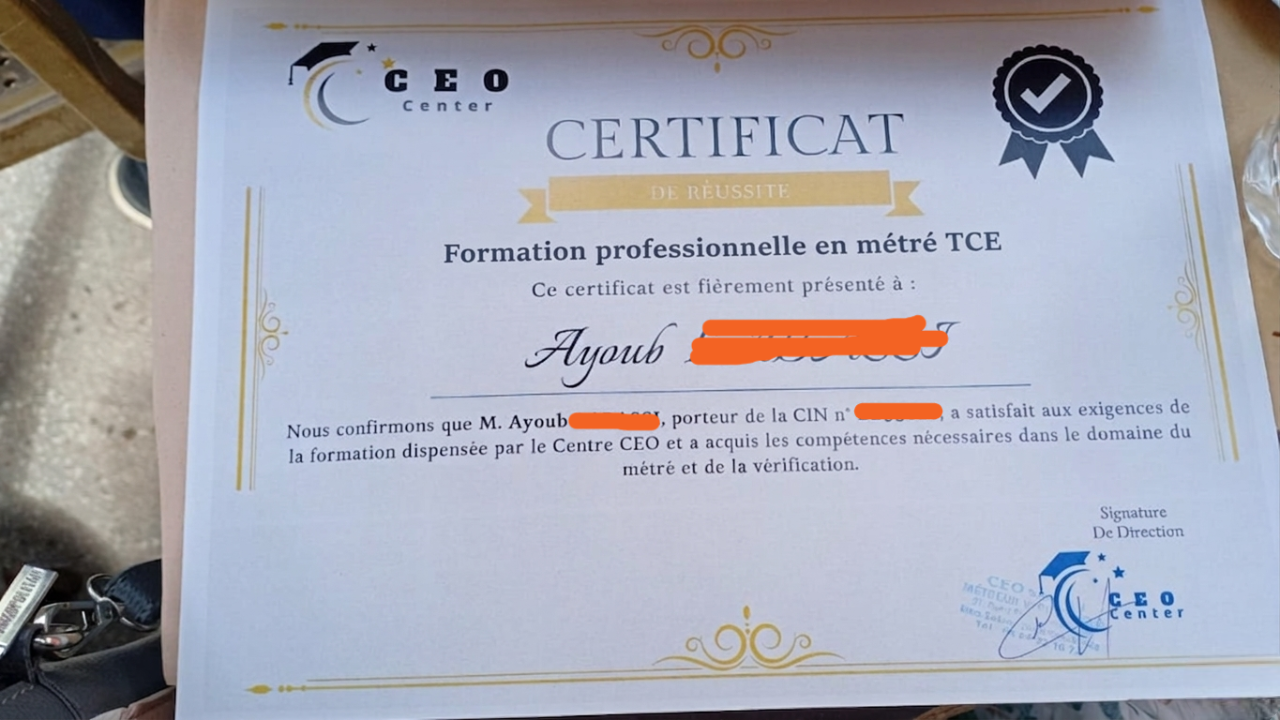 CEO
Center
CERTIFICAT
DE RÉUSSITE
Formation professionnelle en métré TCE
Ce certificat est fièrement présenté à :
Ayoub
Nous confirmons que M. Ayoub , porteur de la CIN n° , a satisfait aux exigences de
la formation dispensée par le Centre CEO et a acquis les compétences nécessaires dans le domaine du
métré et de la vérification.
Signature
De Direction
CEO
Center
CEO